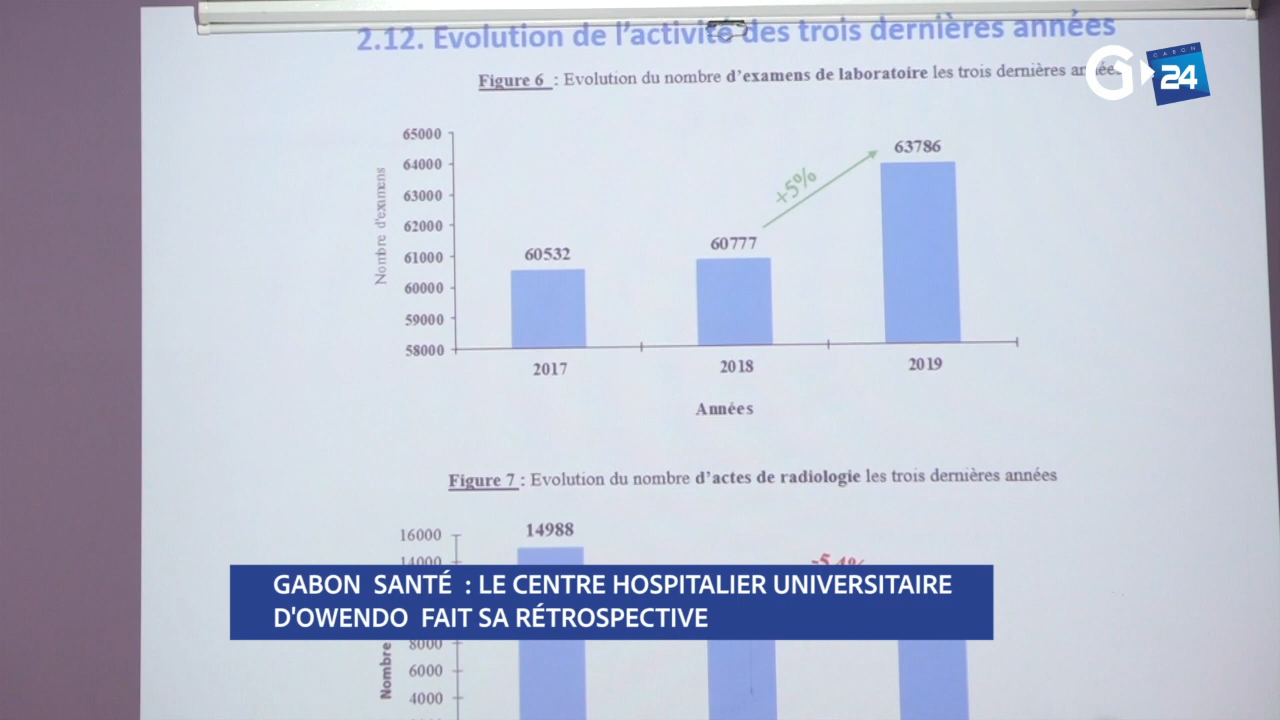 2.12. Evolution de l'activité des trois dernières années
Figure 6 : Evolution du nombre d'examens de laboratoire les trois dernières années
GABON
G 24
65000
64000
63000
62000
61000
60000
59000
58000
Nombre d'examens
60532
60777
+5%
63786
2017
2018
2019
Années
Figure 7 : Evolution du nombre d'actes de radiologie les trois dernières années
16000
14000
14988
-5,4%
GABON SANTÉ : LE CENTRE HOSPITALIER UNIVERSITAIRE
D'OWENDO FAIT SA RÉTROSPECTIVE
8000
6000
4000
Nombre